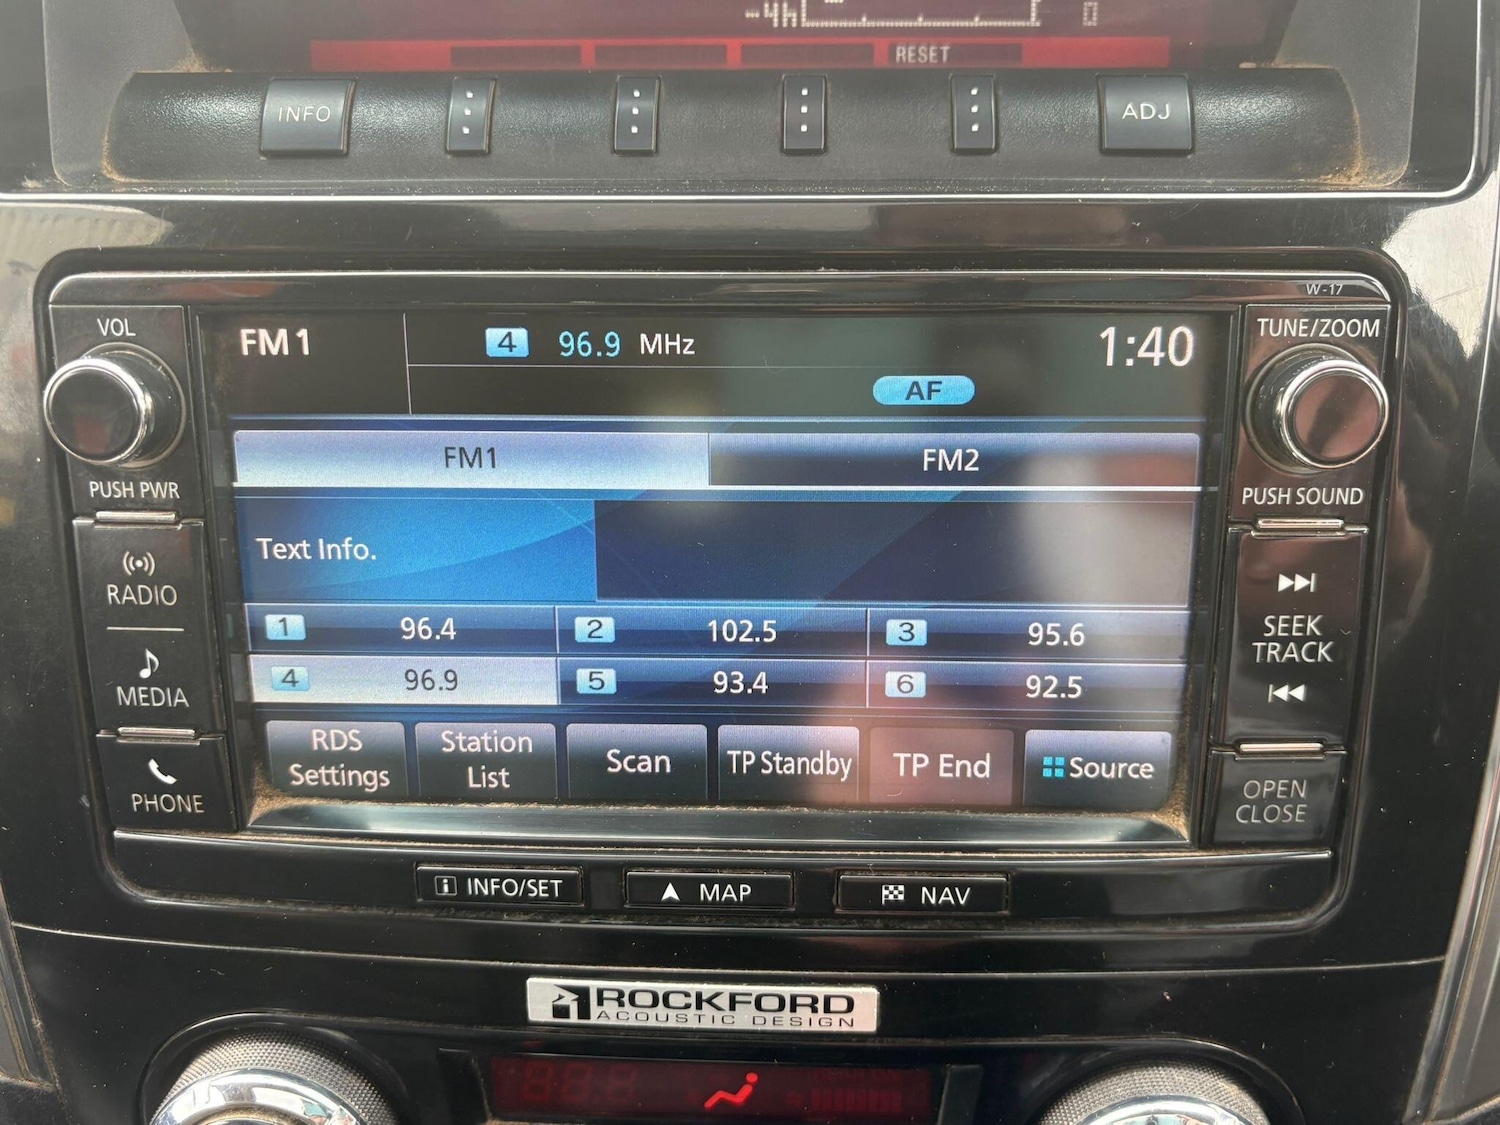 -4h 0
RESET
INFO ADJ
W-17
VOL
FM1 4 96.9 MHz 1:40
AF
TUNE/ZOOM
FM1 FM2
PUSH PWR
PUSH SOUND
Text Info.
RADIO
1 96.4 2 102.5 3 95.6
4 96.9 5 93.4 6 92.5
SEEK
TRACK
MEDIA
RDS
Settings
Station
List
Scan
TP Standby
TP End
Source
PHONE
OPEN
CLOSE
INFO/SET MAP NAV
ROCKFORD
ACOUSTIC DESIGN